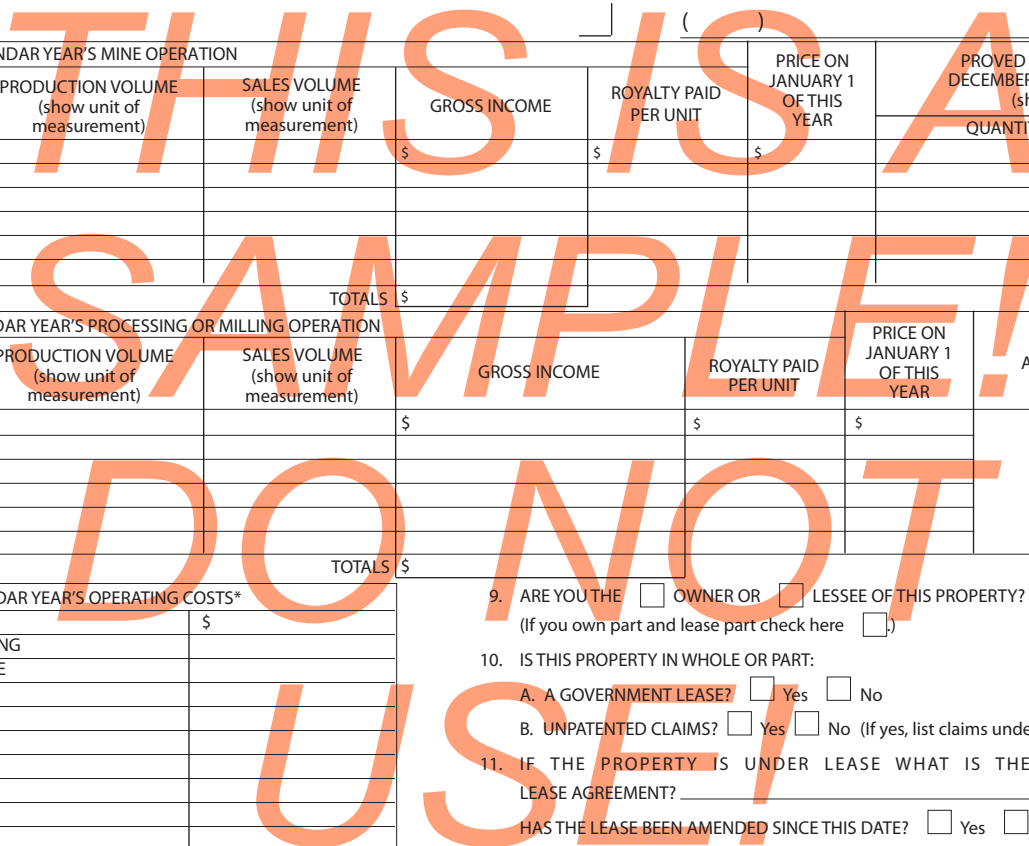 THIS IS A
SAMPLE!
DO NOT
USE!
( )
NDAR YEAR'S MINE OPERATION
PRODUCTION VOLUME
(show unit of
measurement)
SALES VOLUME
(show unit of
measurement)
GROSS INCOME
ROYALTY PAID
PER UNIT
PRICE ON
JANUARY 1
OF THIS
YEAR
PROVED
DECEMBER
(sh
QUANTIT
$ $ $
TOTALS $
DAR YEAR'S PROCESSING OR MILLING OPERATION
PRODUCTION VOLUME
(show unit of
measurement)
SALES VOLUME
(show unit of
measurement)
GROSS INCOME
ROYALTY PAID
PER UNIT
PRICE ON
JANUARY 1
OF THIS
YEAR
A
$ $ $
TOTALS $
DAR YEAR'S OPERATING COSTS*
$
NG
E
9. ARE YOU THE OWNER OR LESSEE OF THIS PROPERTY?
(If you own part and lease part check here .)
10. IS THIS PROPERTY IN WHOLE OR PART:
A. A GOVERNMENT LEASE? Yes No
B. UNPATENTED CLAIMS? Yes No (If yes, list claims unde
11. IF THE PROPERTY IS UNDER LEASE WHAT IS THE
LEASE AGREEMENT?
HAS THE LEASE BEEN AMENDED SINCE THIS DATE? Yes